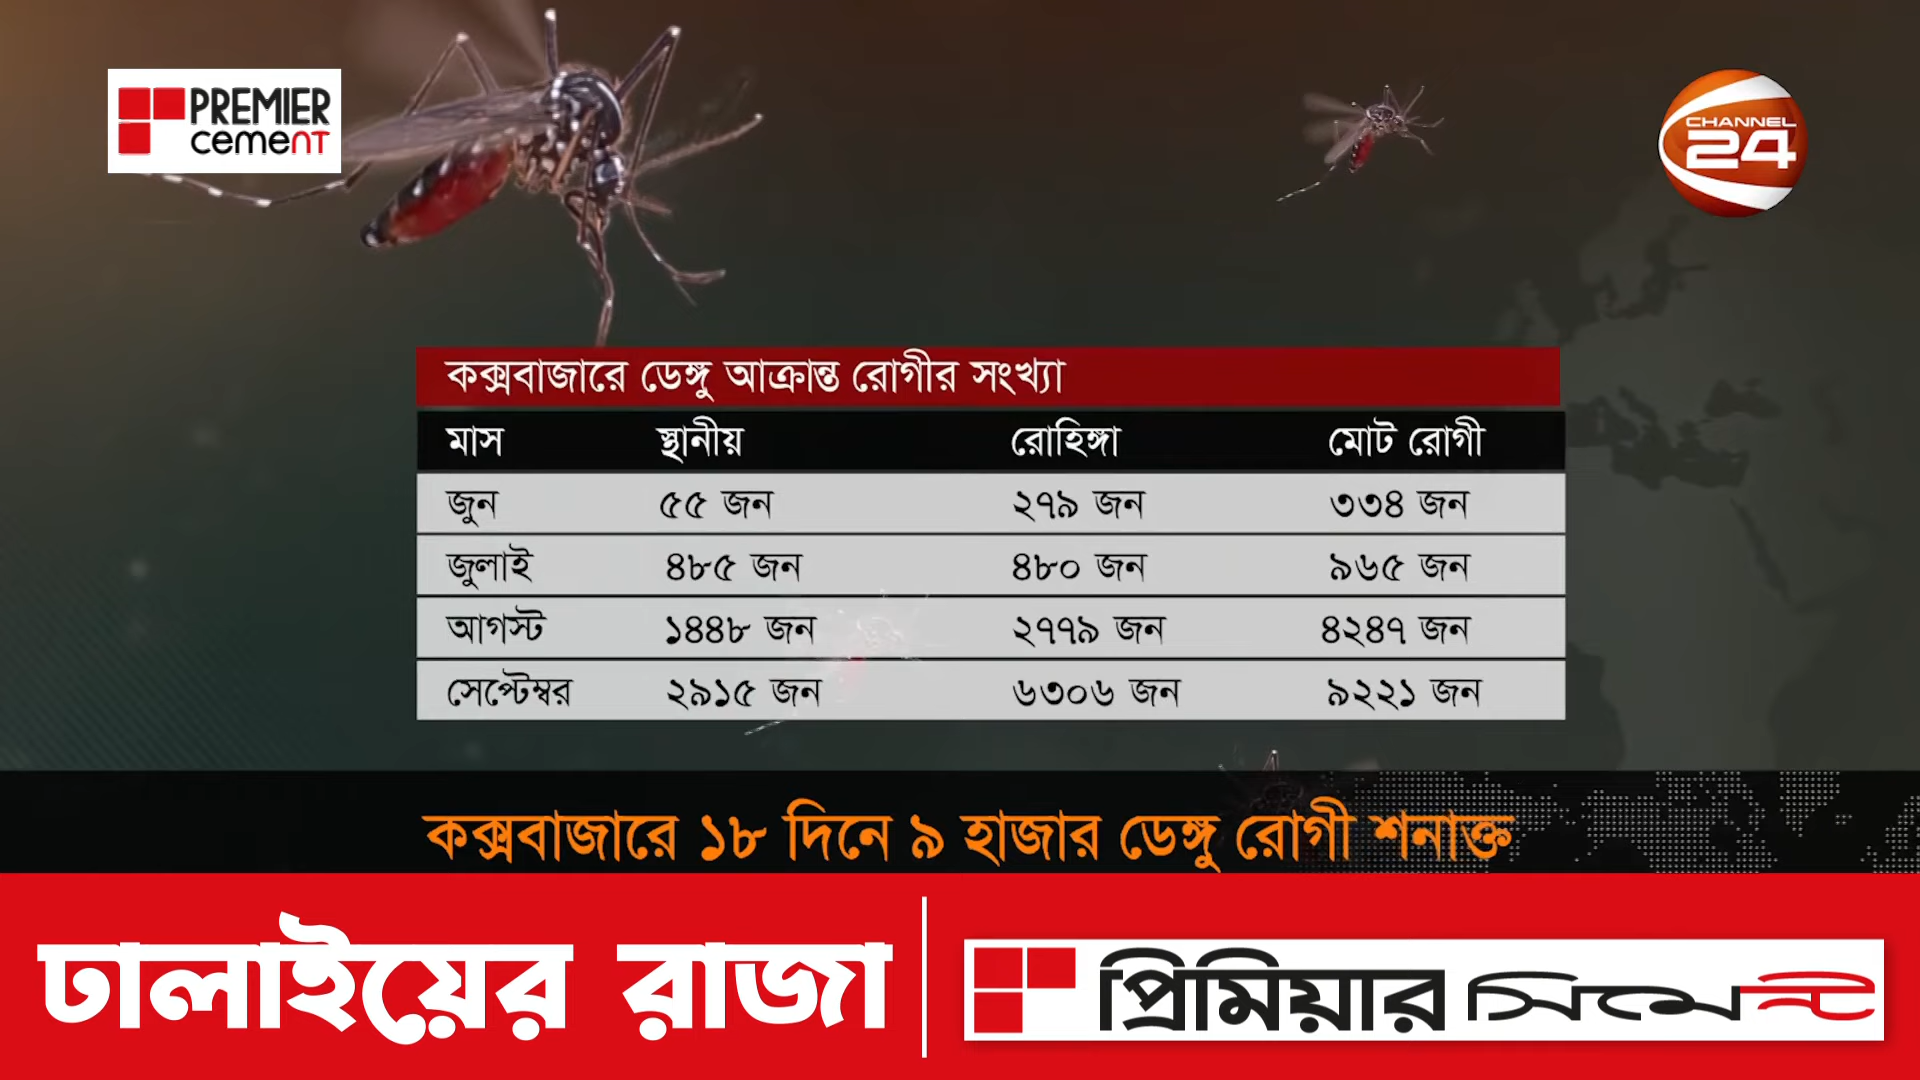 PREMIER
cement
CHANNEL
24
কক্সবাজারে ডেঙ্গু আক্রান্ত রোগীর সংখ্যা
মাস স্থানীয় রোহিঙ্গা মোট রোগী
জুন ৫৫ জন ২৭৯ জন ৩৩৪ জন
জুলাই ৪৮৫ জন ৪৮০ জন ৯৬৫ জন
আগস্ট ১৪৪৮ জন ২৭৭৯ জন ৪২৪৭ জন
সেপ্টেম্বর ২৯১৫ জন ৬৩০৬ জন ৯২২১ জন
কক্সবাজারে ১৮ দিনে ৯ হাজার ডেঙ্গু রোগী শনাক্ত
ঢালাইয়ের রাজা
প্রিমিয়ার সিমেন্ট